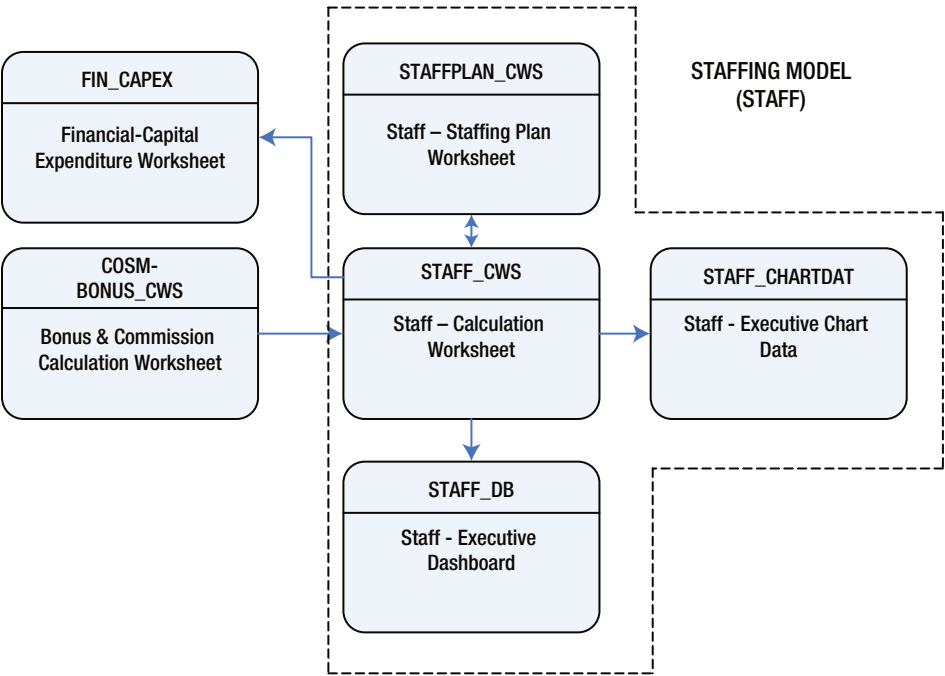 FIN_CAPEX
Financial-Capital
Expenditure Worksheet
STAFFPLAN_CWS
Staff – Staffing Plan
Worksheet
STAFFING MODEL
(STAFF)
COSM-
BONUS_CWS
Bonus & Commission
Calculation Worksheet
STAFF_CWS
Staff – Calculation
Worksheet
STAFF_CHARTDAT
Staff - Executive Chart
Data
STAFF_DB
Staff - Executive
Dashboard